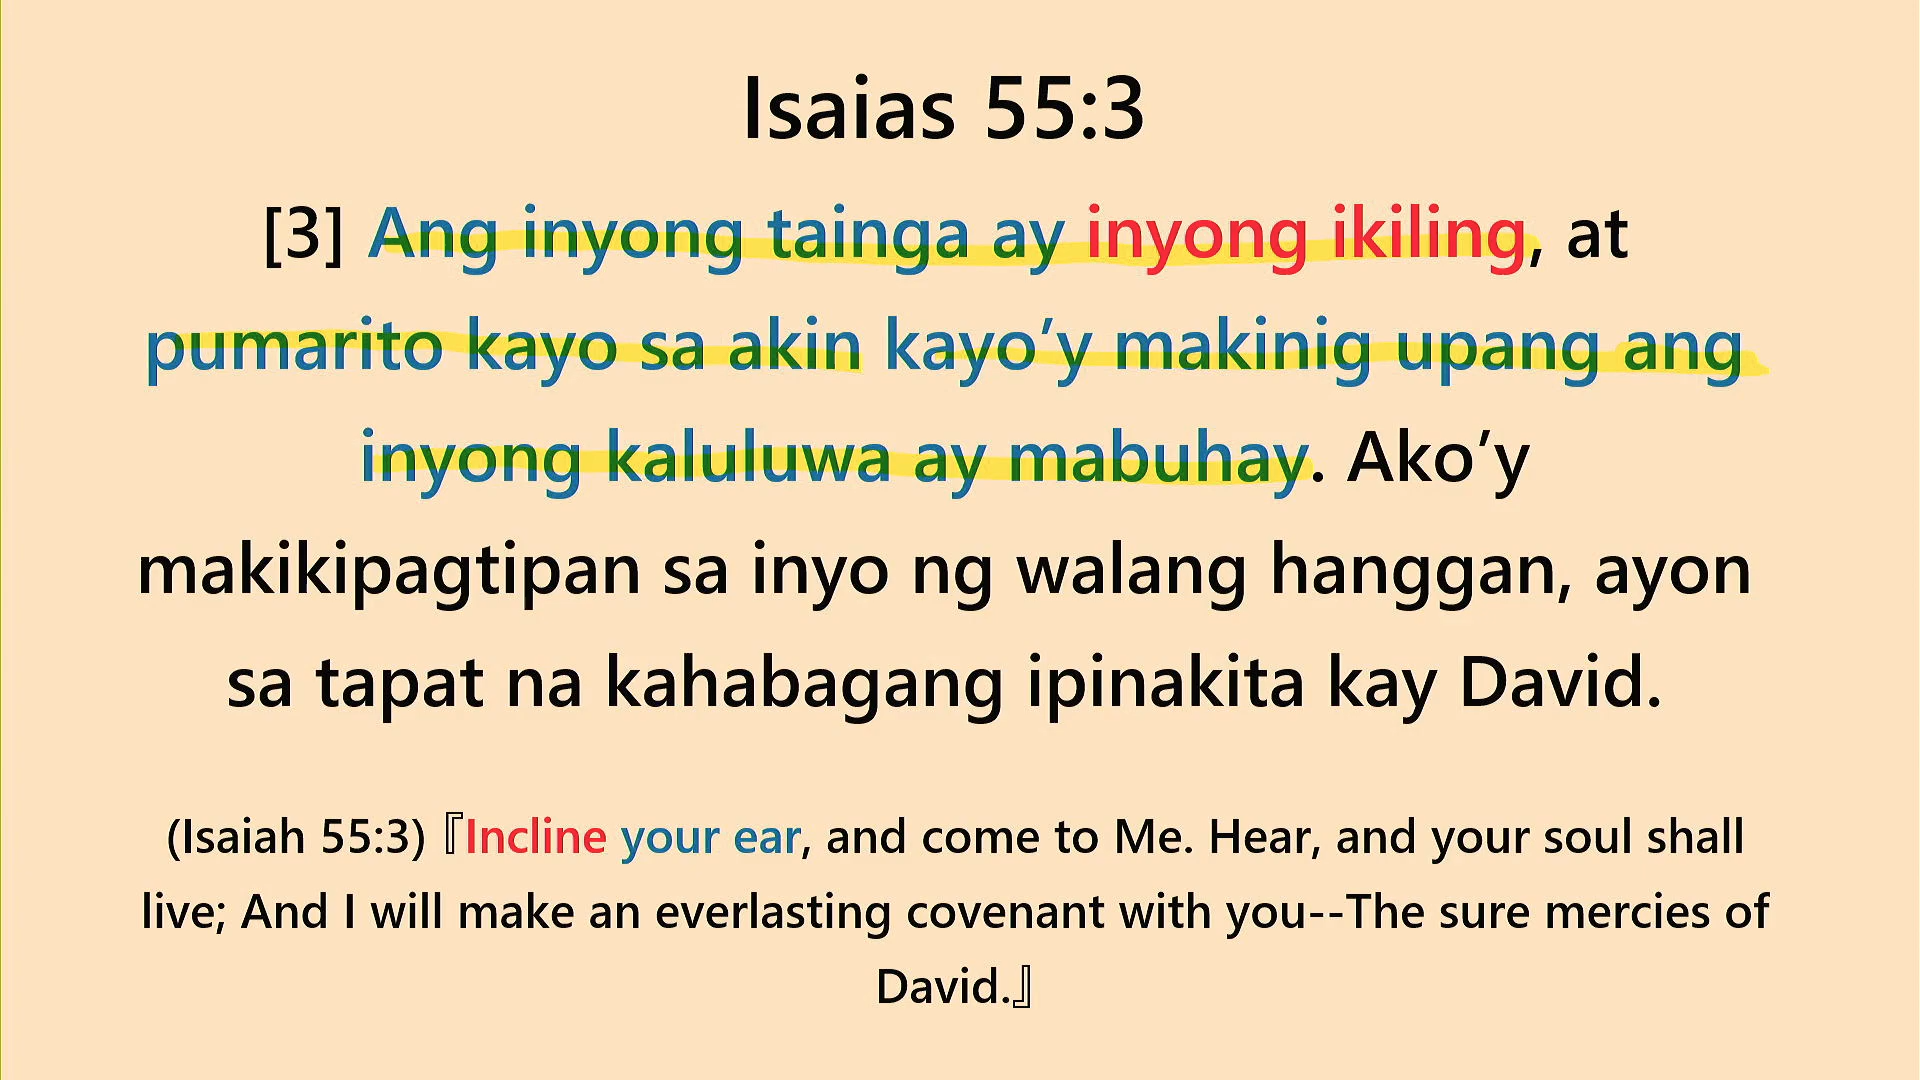 Isaias 55:3
[3] Ang inyong tainga ay inyong ikiling, at
pumarito kayo sa akin kayo’y makinig upang ang
inyong kaluluwa ay mabuhay. Ako’y
makikipagtipan sa inyo ng walang hanggan, ayon
sa tapat na kahabagang ipinakita kay David.
(Isaiah 55:3) 『Incline your ear, and come to Me. Hear, and your soul shall
live; And I will make an everlasting covenant with you--The sure mercies of
David.』